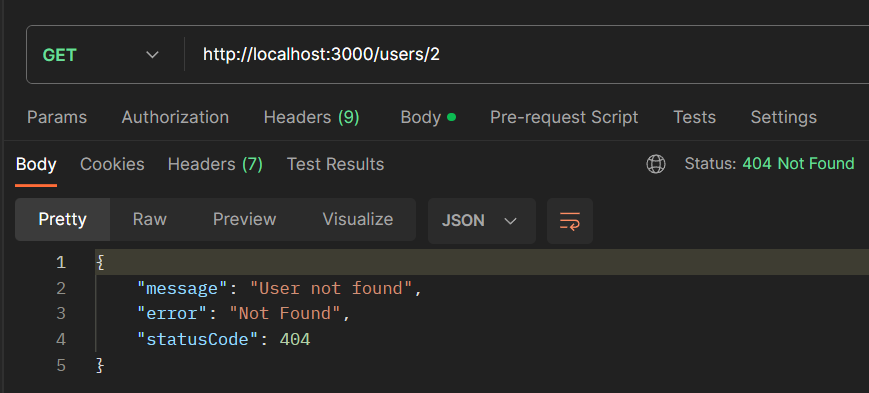 GET http://localhost:3000/users/2
Params Authorization Headers (9) Body Pre-request Script Tests Settings
Body Cookies Headers (7) Test Results Status: 404 Not Found
Pretty Raw Preview Visualize JSON
1 {
2 "message": "User not found",
3 "error": "Not Found",
4 "statusCode": 404
5 }